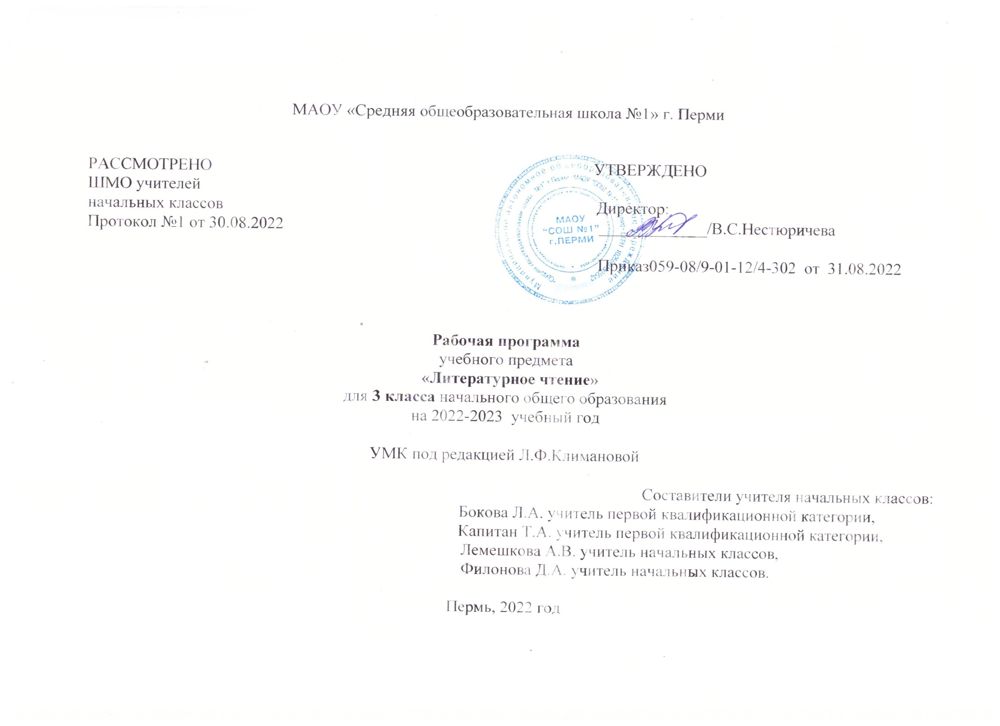 МАОУ «Средняя общеобразовательная школа №1» г. Перми
РАССМОТРЕНО
ШМО учителей
начальных классов
Протокол №1 от 30.08.2022
УТВЕРЖДЕНО
Директор:
____________/В.С.Нестюричева
Приказ059-08/9-01-12/4-302 от 31.08.2022
МАОУ
"СОШ №1"
г.ПЕРМИ
Рабочая программа
учебного предмета
«Литературное чтение»
для 3 класса начального общего образования
на 2022-2023 учебный год
УМК под редакцией Л.Ф.Климановой
Составители учителя начальных классов:
Бокова Л.А. учитель первой квалификационной категории,
Капитан Т.А. учитель первой квалификационной категории,
Лемешкова А.В. учитель начальных классов,
Филонова Д.А. учитель начальных классов.
Пермь, 2022 год